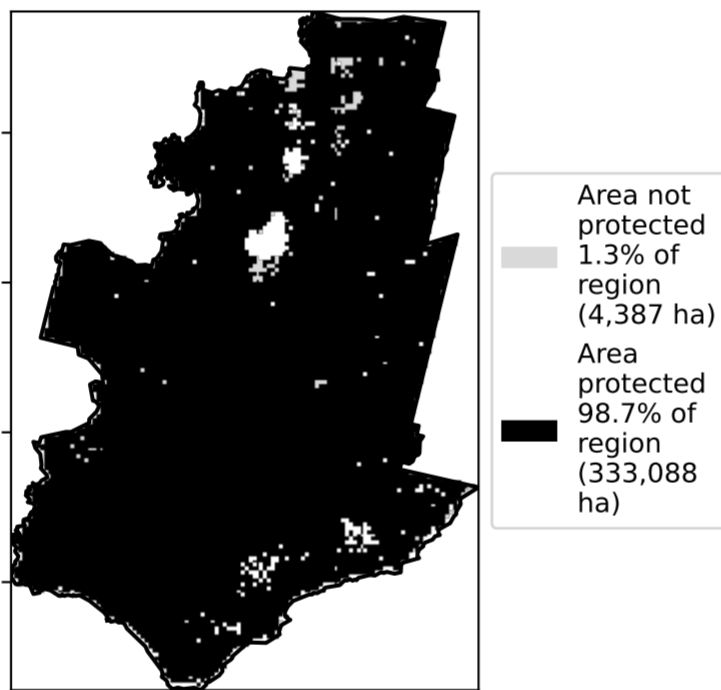 Area not
protected
1.3% of
region
(4,387 ha)
Area
protected
98.7% of
region
(333,088
ha)